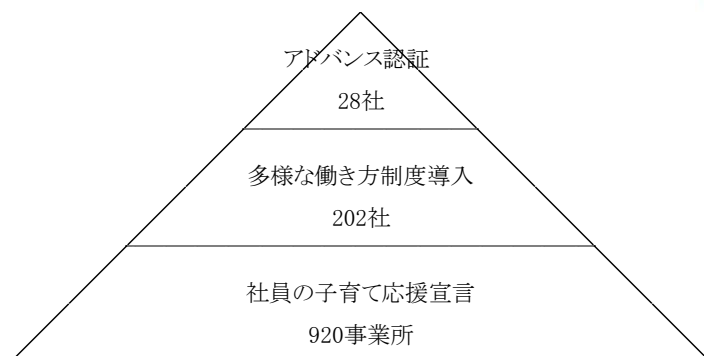 アドバンス認証
28社
多様な働き方制度導入
202社
社員の子育て応援宣言
920事業所